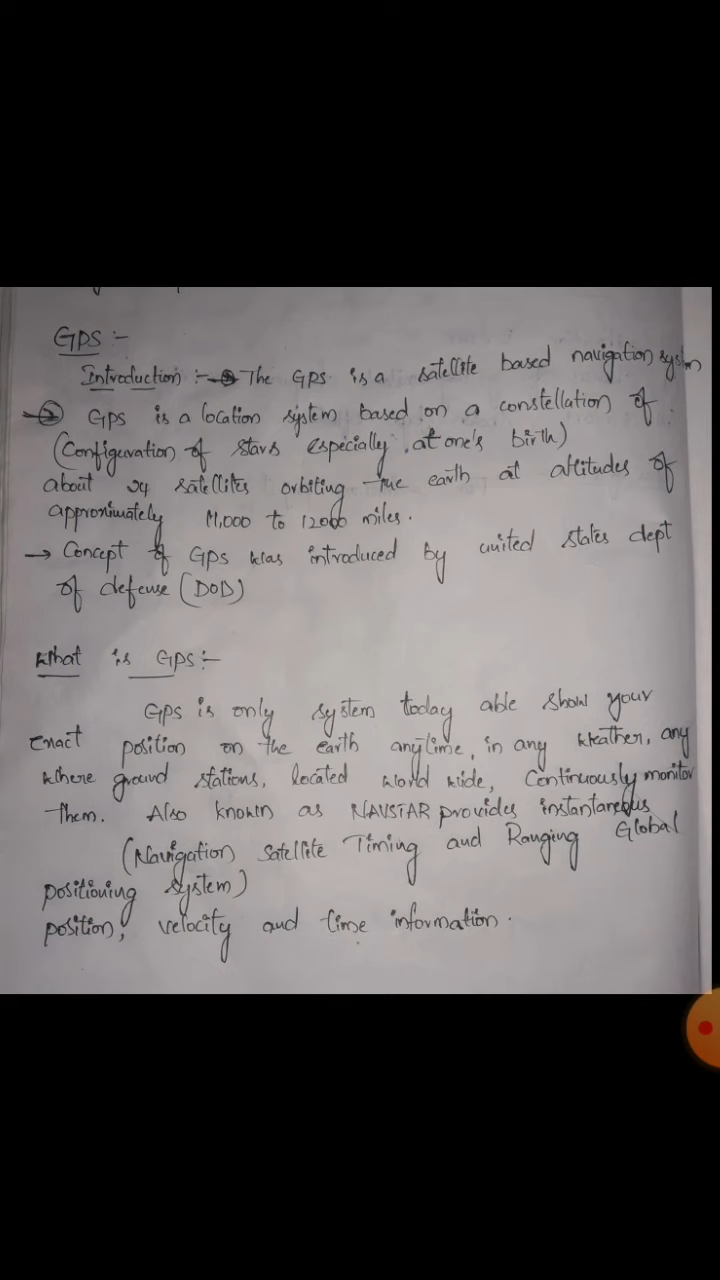 GPS :-
Introduction :- → The GPS is a satellite based navigation system
→ GPS is a location system based on a constellation of
(Configuration of stars especially at one's birth)
about 24 satellites orbiting the earth at altitudes of
approximately 11,000 to 12000 miles.
→ Concept of GPS was introduced by united states dept
of defense (DOD)
What is GPS :-
GPS is only system today able show your
exact position on the earth anytime, in any weather, any
where ground stations, located world wide, Continuously monitor
them. Also known as NAVSTAR provides instantaneous
(Navigation Satellite Timing and Ranging Global
positioning system)
position, velocity and time information.